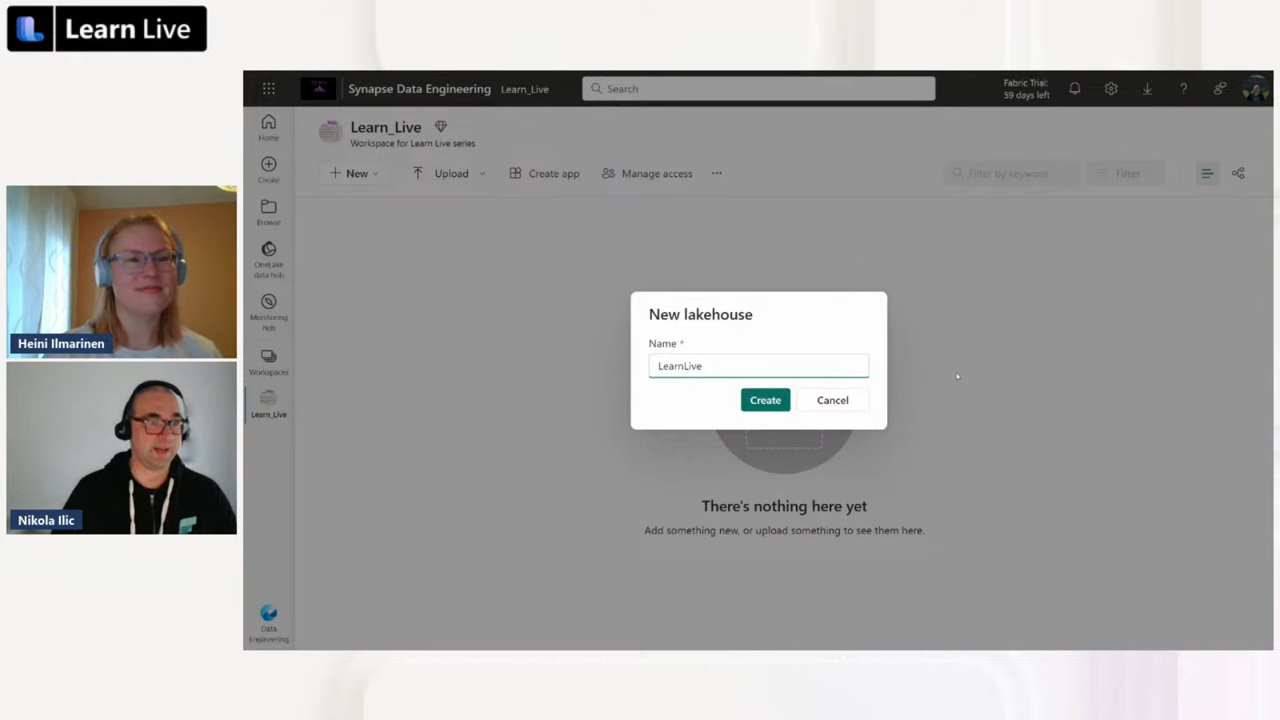 Learn Live
Synapse Data Engineering
Learn_Live
Search
Fabric Trial:
59 days left
Home
Create
Browse
OneLake
data hub
Monitoring
hub
Workspaces
Learn_Live
Data
Engineering
Learn_Live
Workspace for Learn Live series
New
Upload
Create app
Manage access
Filter by keyword
Filter
New lakehouse
Name *
LearnLive
Create
Cancel
There's nothing here yet
Add something new, or upload something to see them here.
Heini Ilmarinen
Nikola Ilic